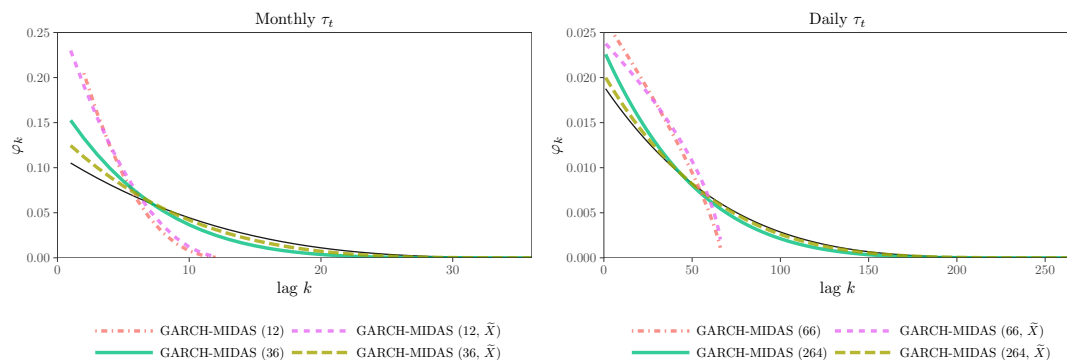 Monthly τ_t
φ_k
0.25
0.20
0.15
0.10
0.05
0.00
0 10 20 30
lag k
GARCH-MIDAS (12) GARCH-MIDAS (12, X̃)
GARCH-MIDAS (36) GARCH-MIDAS (36, X̃)
Daily τ_t
φ_k
0.025
0.020
0.015
0.010
0.005
0.000
0 50 100 150 200 250
lag k
GARCH-MIDAS (66) GARCH-MIDAS (66, X̃)
GARCH-MIDAS (264) GARCH-MIDAS (264, X̃)